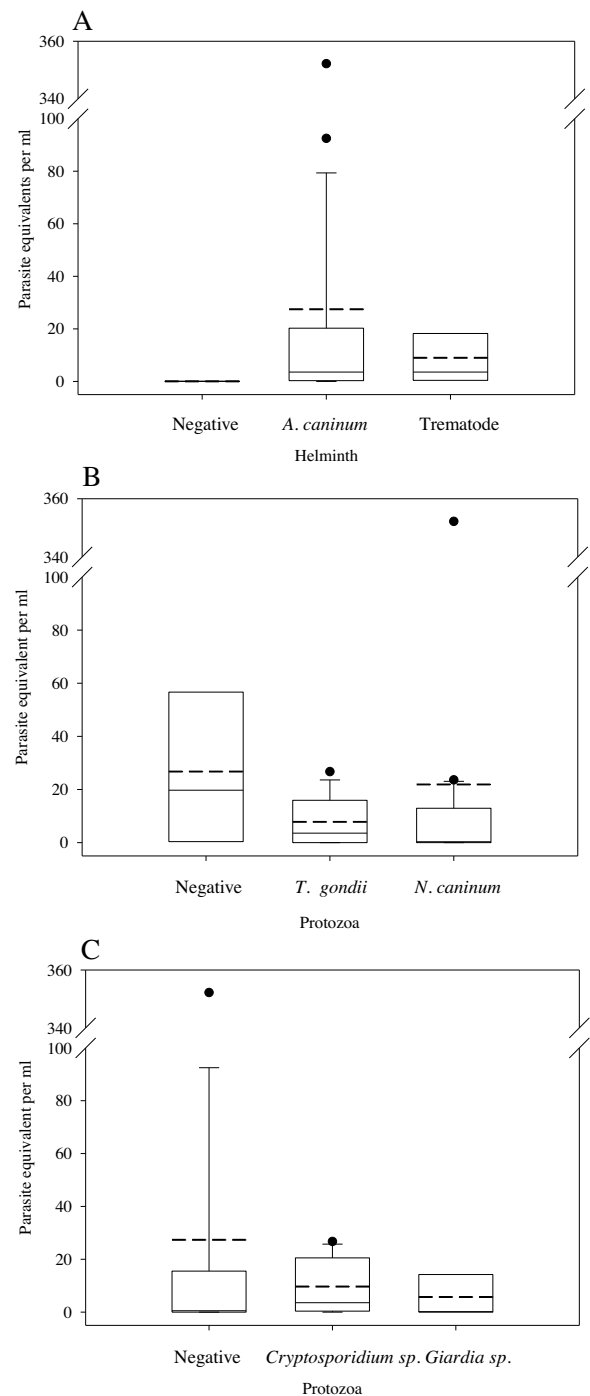 A
360
340
100
80
60
40
20
0
Parasite equivalents per ml
Negative A. caninum Trematode
Helminth
B
360
340
100
80
60
40
20
0
Parasite equivalent per ml
Negative T. gondii N. caninum
Protozoa
C
360
340
100
80
60
40
20
0
Parasite equivalent per ml
Negative Cryptosporidium sp. Giardia sp.
Protozoa